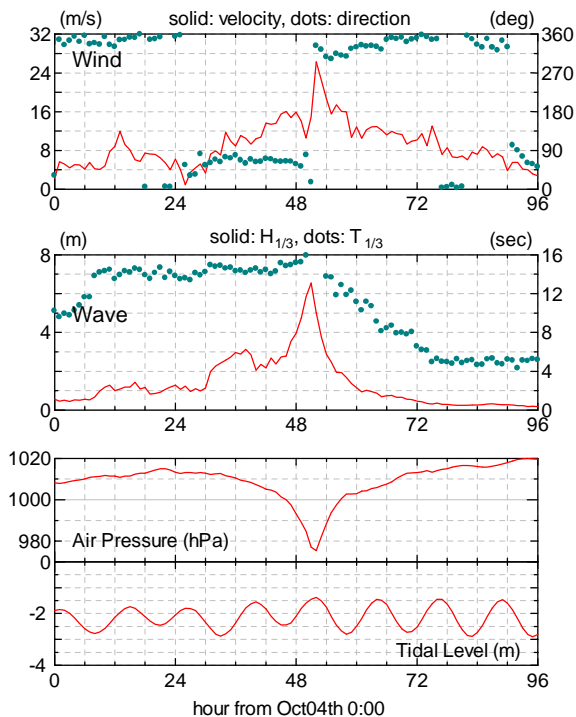 (m/s) solid: velocity, dots: direction (deg)
32 360
Wind
24 270
16 180
8 90
0 0
0 24 48 72 96
(m) solid: H1/3, dots: T1/3 (sec)
8 16
Wave 12
4 8
4
0 0
0 24 48 72 96
1020
1000
980 Air Pressure (hPa)
0
-2
Tidal Level (m)
-4
0 24 48 72 96
hour from Oct04th 0:00